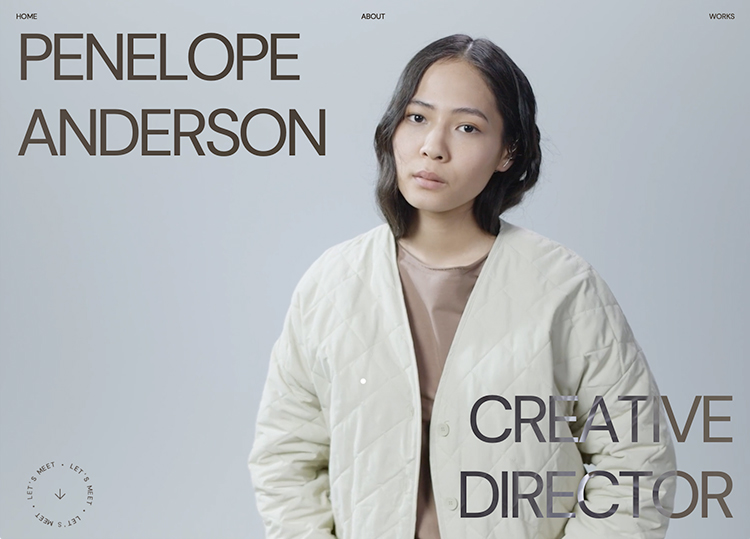 HOME
ABOUT
WORKS
PENELOPE
ANDERSON
CREATIVE
DIRECTOR
LET'S MEET • LET'S MEET • LET'S MEET •